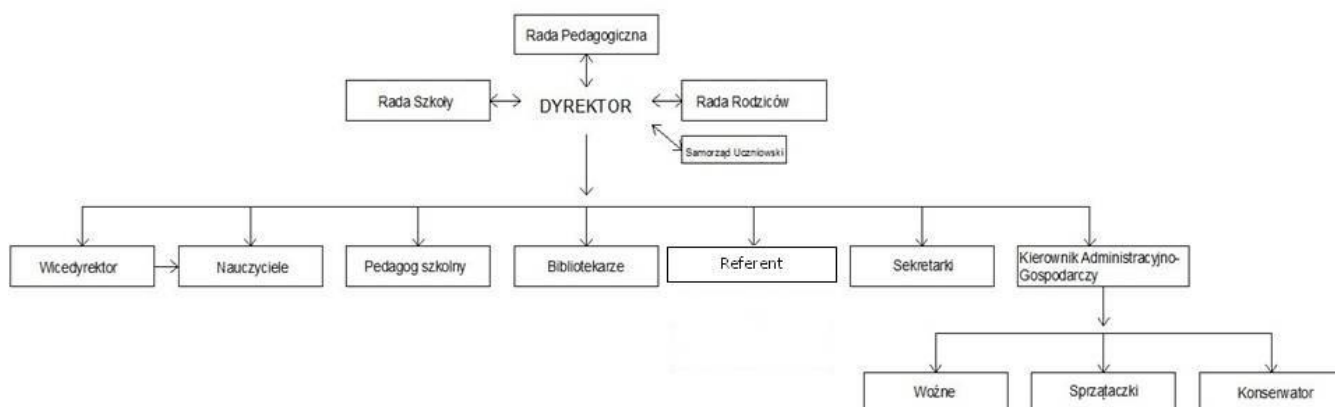 Rada Pedagogiczna
Rada Szkoły
DYREKTOR
Rada Rodziców
Samorząd Uczniowski
Wicedyrektor
Nauczyciele
Pedagog szkolny
Bibliotekarze
Referent
Sekretarki
Kierownik Administracyjno-
Gospodarczy
Woźne
Sprzątaczki
Konserwator